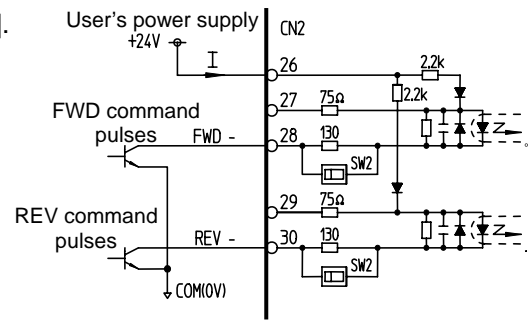 ].
User's power supply
+24V
CN2
I
26
2.2k
2.2k
27
75Ω
FWD command
pulses
FWD -
28
130
SW2
29
75Ω
REV command
pulses
REV -
30
130
SW2
COM(0V)